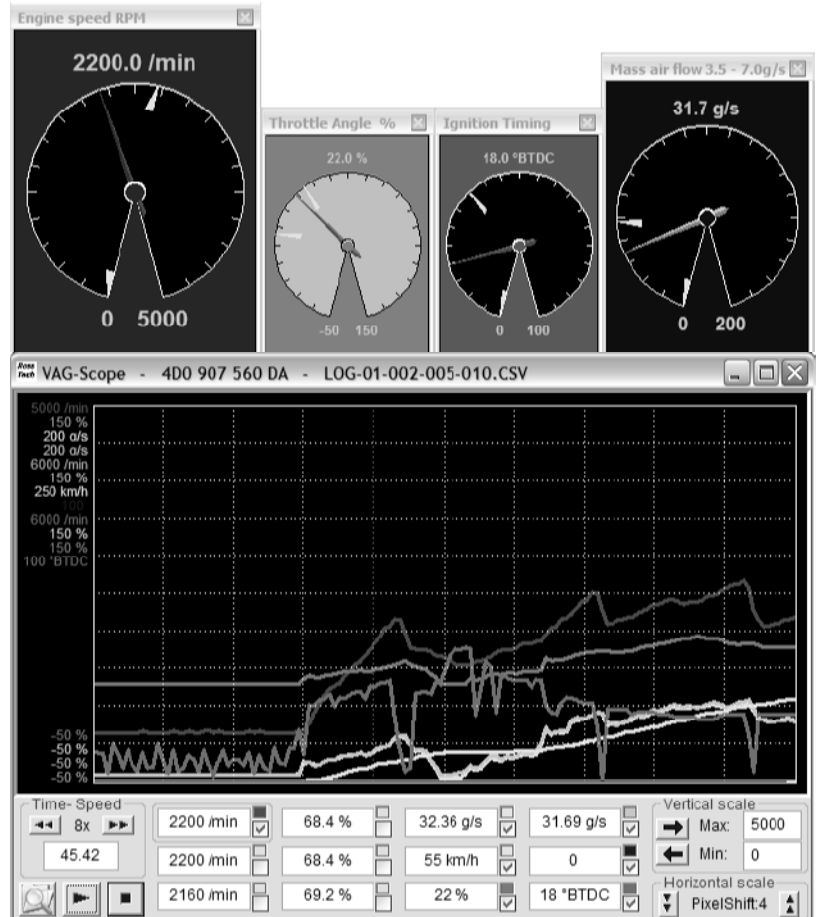 Engine speed RPM
2200.0 /min
0 5000
Throttle Angle %
22.0 %
-50 150
Ignition Timing
18.0 °BTDC
0 100
Mass air flow 3.5 - 7.0g/s
31.7 g/s
0 200
Ross Tech VAG-Scope - 4D0 907 560 DA - LOG-01-002-005-010.CSV
5000 /min
150 %
200 g/s
200 g/s
6000 /min
150 %
250 km/h
100
6000 /min
150 %
150 %
100 °BTDC
-50 %
-50 %
-50 %
-50 %
Time- Speed
8x
45.42
2200 /min 68.4 % 32.36 g/s 31.69 g/s
2200 /min 68.4 % 55 km/h 0
2160 /min 69.2 % 22 % 18 °BTDC
Vertical scale
Max: 5000
Min: 0
Horizontal scale
PixelShift:4